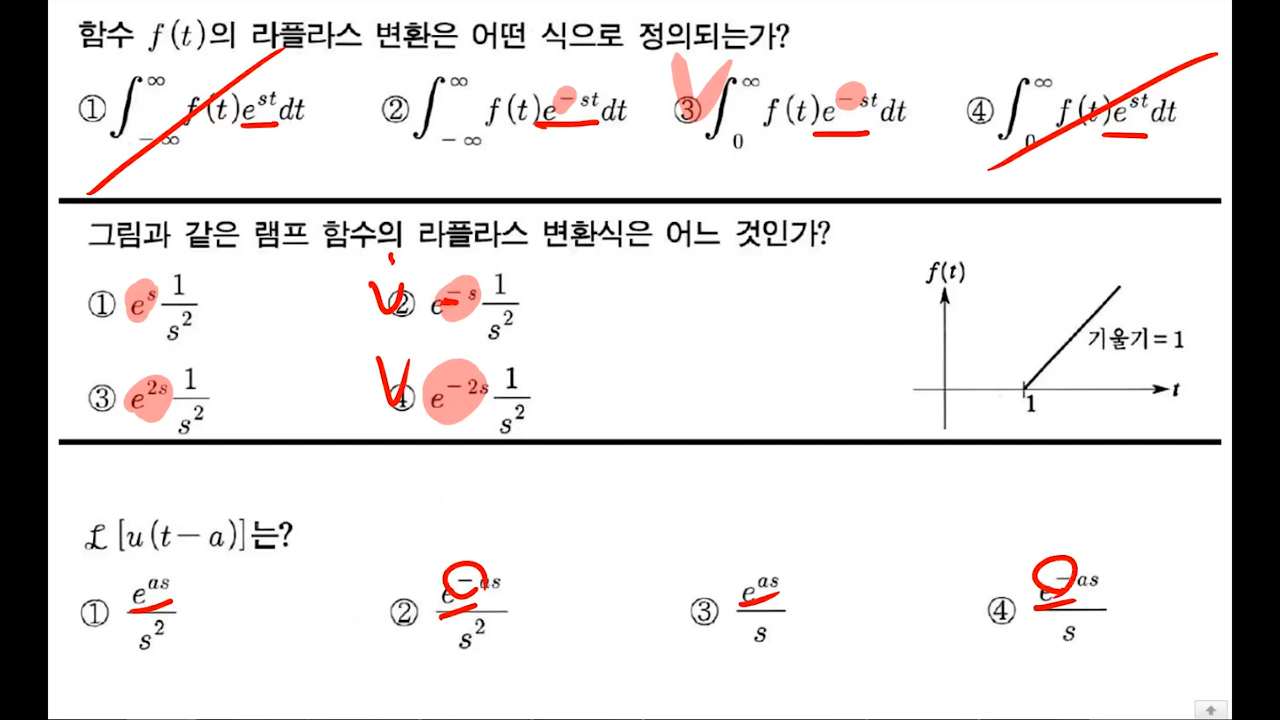 함수 f(t)의 라플라스 변환은 어떤 식으로 정의되는가?
① ∫_{-∞}^{∞} f(t)e^{st}dt ② ∫_{-∞}^{∞} f(t)e^{-st}dt ③ ∫_{0}^{∞} f(t)e^{-st}dt ④ ∫_{0}^{∞} f(t)e^{st}dt
그림과 같은 램프 함수의 라플라스 변환식은 어느 것인가?
① e^{s} 1/s^{2} ② e^{-s} 1/s^{2}
③ e^{2s} 1/s^{2} ④ e^{-2s} 1/s^{2}
f(t)
기울기=1
t
1
ℒ[u(t-a)]는?
① e^{as}/s^{2} ② e^{-as}/s^{2} ③ e^{as}/s ④ e^{-as}/s